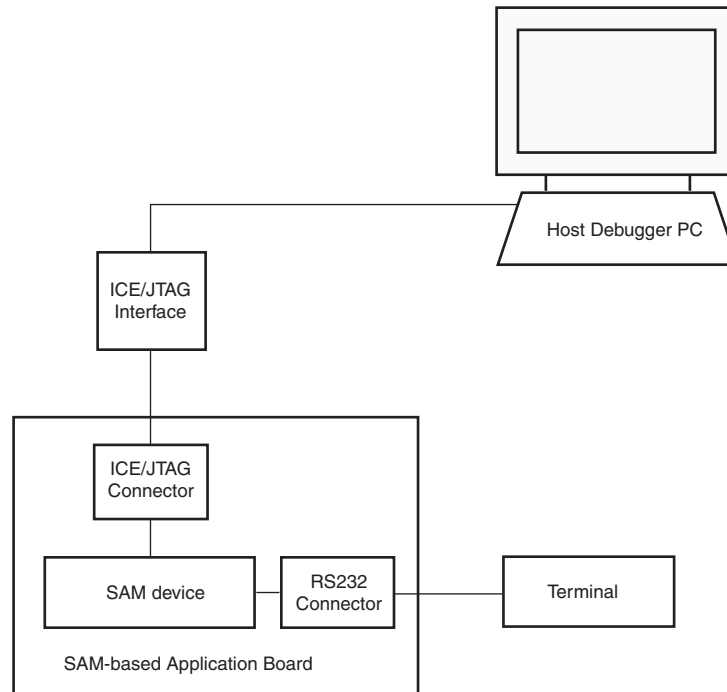 Host Debugger PC
ICE/JTAG
Interface
ICE/JTAG
Connector
SAM device
RS232
Connector
Terminal
SAM-based Application Board